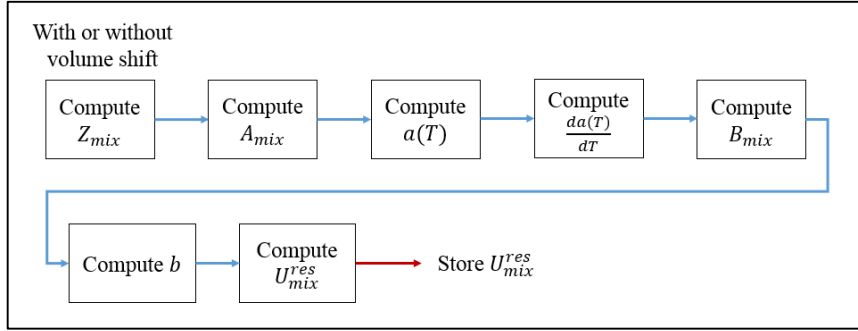 With or without
volume shift
Compute
Z_mix
Compute
A_mix
Compute
a(T)
Compute
da(T)
dT
Compute
B_mix
Compute b
Compute
U_mix^res
Store U_mix^res